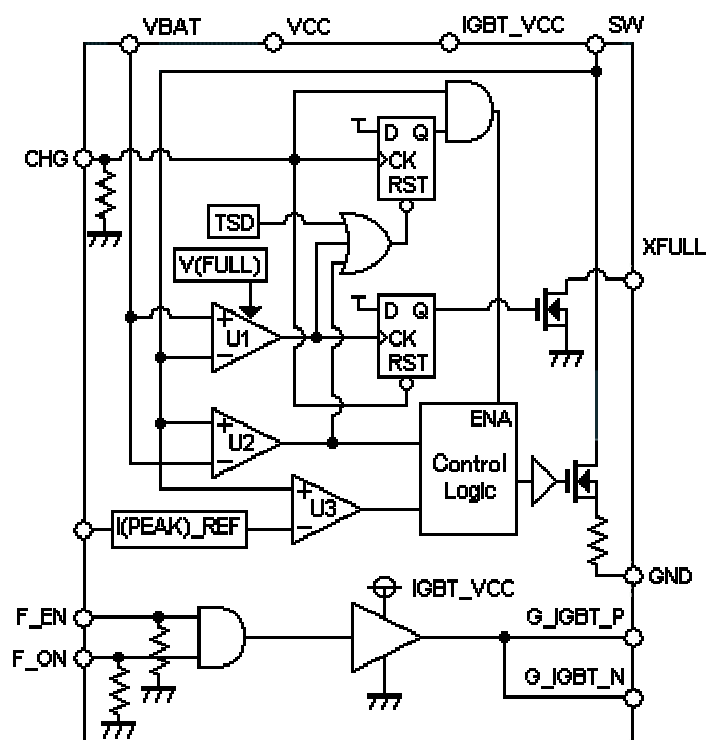 VBAT VCC IGBT_VCC SW
D Q
CHG
CK
RST
TSD
XFULL
V(FULL)
D Q
+
U1
CK
−
RST
ENA
+
U2
−
Control
Logic
+
U3
I(PEAK)_REF
−
GND
IGBT_VCC
F_EN
G_IGBT_P
F_ON
G_IGBT_N